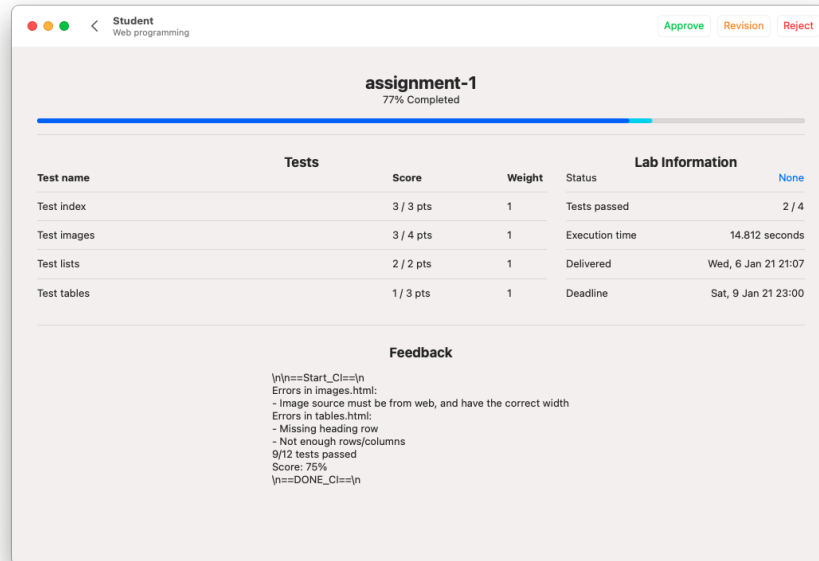 Student
Web programming
Approve Revision Reject
assignment-1
77% Completed
Tests
Test name Score Weight
Test index 3 / 3 pts 1
Test images 3 / 4 pts 1
Test lists 2 / 2 pts 1
Test tables 1 / 3 pts 1
Lab Information
Status None
Tests passed 2 / 4
Execution time 14.812 seconds
Delivered Wed, 6 Jan 21 21:07
Deadline Sat, 9 Jan 21 23:00
Feedback
\n\n==Start_CI==\n
Errors in images.html:
- Image source must be from web, and have the correct width
Errors in tables.html:
- Missing heading row
- Not enough rows/columns
9/12 tests passed
Score: 75%
\n==DONE_CI==\n